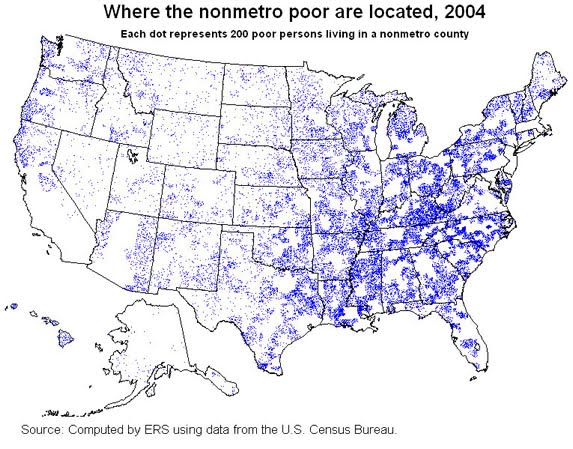 Where the nonmetro poor are located, 2004
Each dot represents 200 poor persons living in a nonmetro county
Source: Computed by ERS using data from the U.S. Census Bureau.